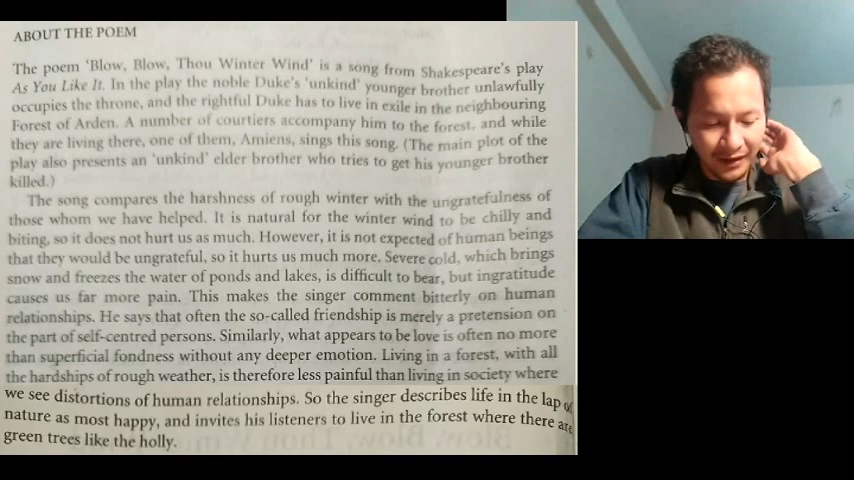 ABOUT THE POEM
The poem 'Blow, Blow, Thou Winter Wind' is a song from Shakespeare's play
As You Like It. In the play the noble Duke's 'unkind' younger brother unlawfully
occupies the throne, and the rightful Duke has to live in exile in the neighbouring
Forest of Arden. A number of courtiers accompany him to the forest, and while
they are living there, one of them, Amiens, sings this song. (The main plot of the
play also presents an 'unkind' elder brother who tries to get his younger brother
killed.)
The song compares the harshness of rough winter with the ungratefulness of
those whom we have helped. It is natural for the winter wind to be chilly and
biting, so it does not hurt us as much. However, it is not expected of human beings
that they would be ungrateful, so it hurts us much more. Severe cold, which brings
snow and freezes the water of ponds and lakes, is difficult to bear, but ingratitude
causes us far more pain. This makes the singer comment bitterly on human
relationships. He says that often the so-called friendship is merely a pretension on
the part of self-centred persons. Similarly, what appears to be love is often no more
than superficial fondness without any deeper emotion. Living in a forest, with all
the hardships of rough weather, is therefore less painful than living in society where
we see distortions of human relationships. So the singer describes life in the lap of
nature as most happy, and invites his listeners to live in the forest where there are
green trees like the holly.